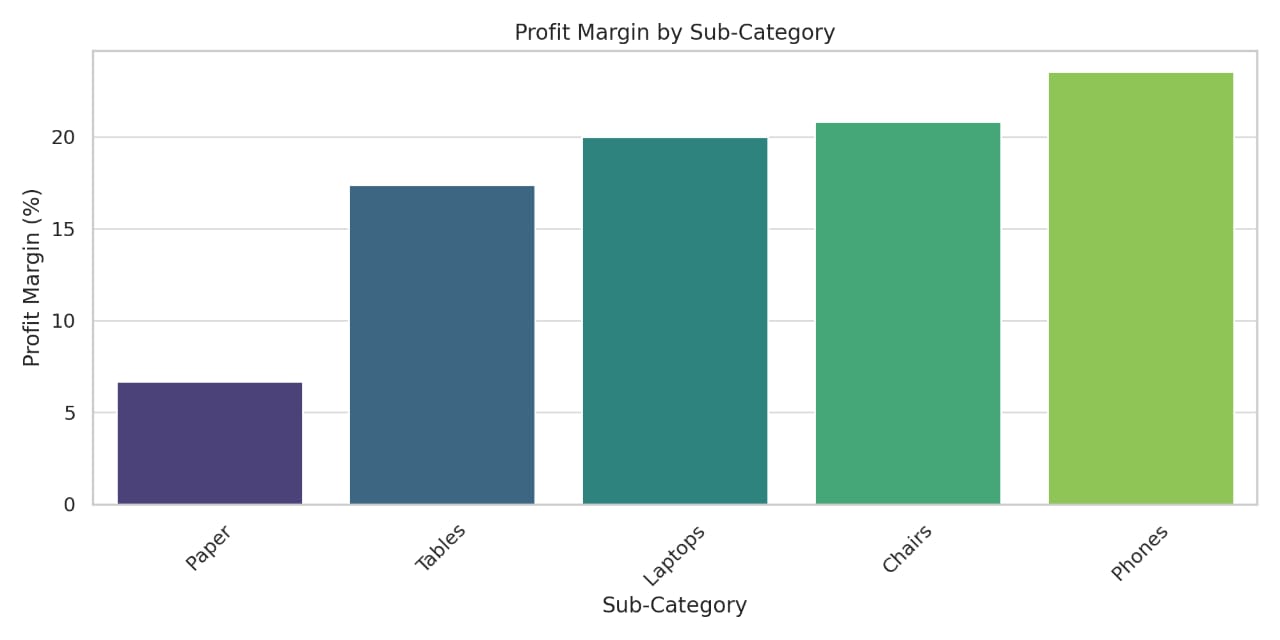 Profit Margin by Sub-Category
Profit Margin (%)
20
15
10
5
0
Paper
Tables
Laptops
Chairs
Phones
Sub-Category